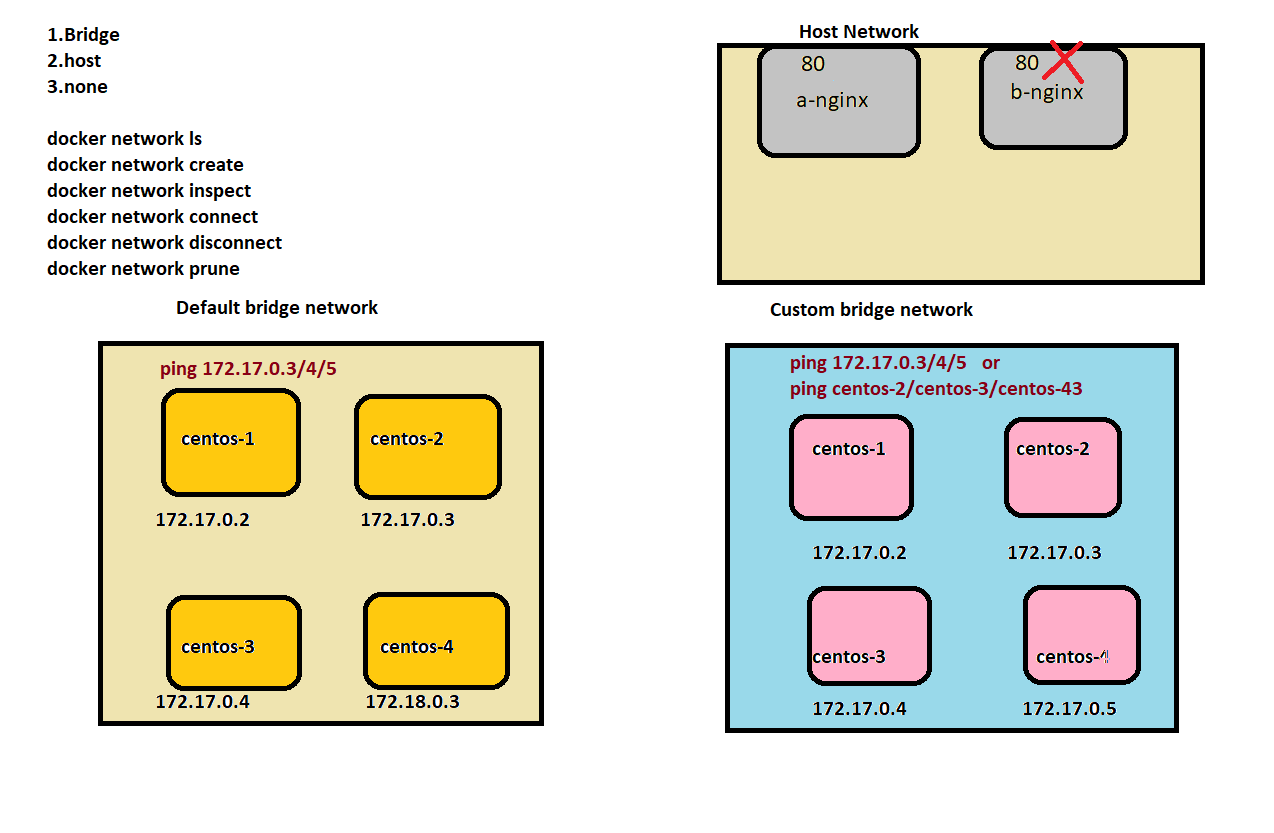 1.Bridge
2.host
3.none
docker network ls
docker network create
docker network inspect
docker network connect
docker network disconnect
docker network prune
Host Network
80
80
a-nginx
b-nginx
Default bridge network
ping 172.17.0.3/4/5
centos-1
centos-2
172.17.0.2
172.17.0.3
centos-3
centos-4
172.17.0.4
172.18.0.3
Custom bridge network
ping 172.17.0.3/4/5 or
ping centos-2/centos-3/centos-43
centos-1
centos-2
172.17.0.2
172.17.0.3
centos-3
centos-4
172.17.0.4
172.17.0.5